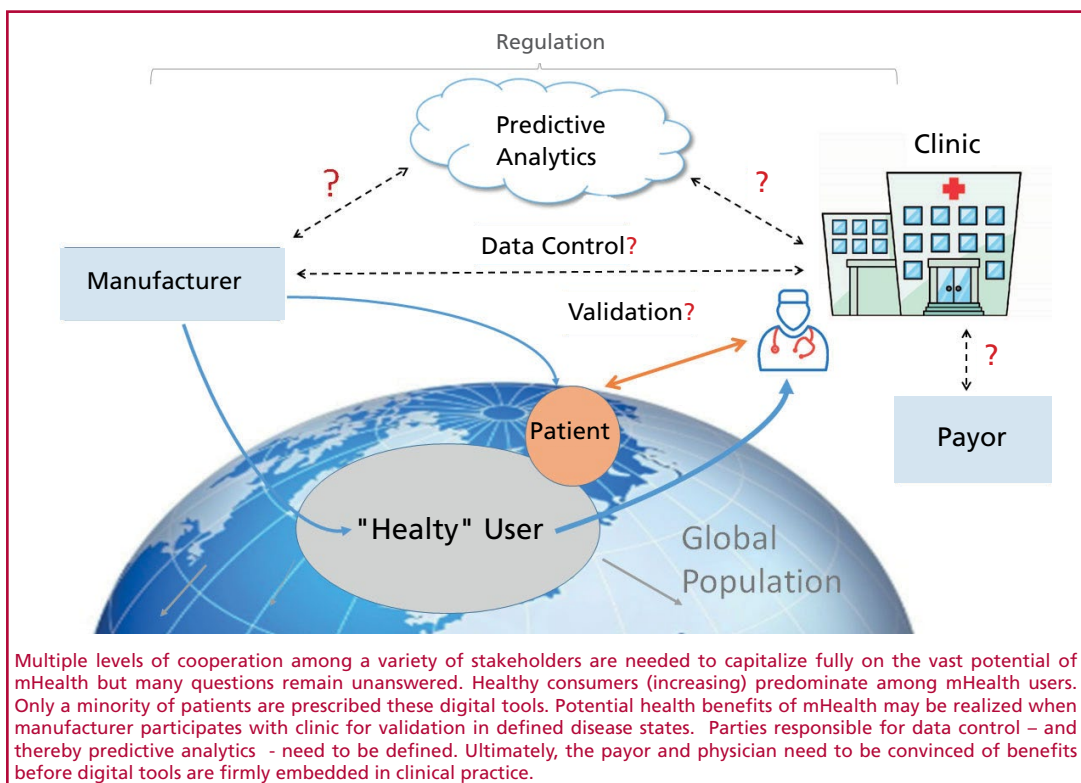 Regulation
Predictive
Analytics
Clinic
?
?
Data Control?
Manufacturer
Validation?
?
Patient
Payor
"Healty" User
Global
Population
Multiple levels of cooperation among a variety of stakeholders are needed to capitalize fully on the vast potential of
mHealth but many questions remain unanswered. Healthy consumers (increasing) predominate among mHealth users.
Only a minority of patients are prescribed these digital tools. Potential health benefits of mHealth may be realized when
manufacturer participates with clinic for validation in defined disease states. Parties responsible for data control – and
thereby predictive analytics - need to be defined. Ultimately, the payor and physician need to be convinced of benefits
before digital tools are firmly embedded in clinical practice.